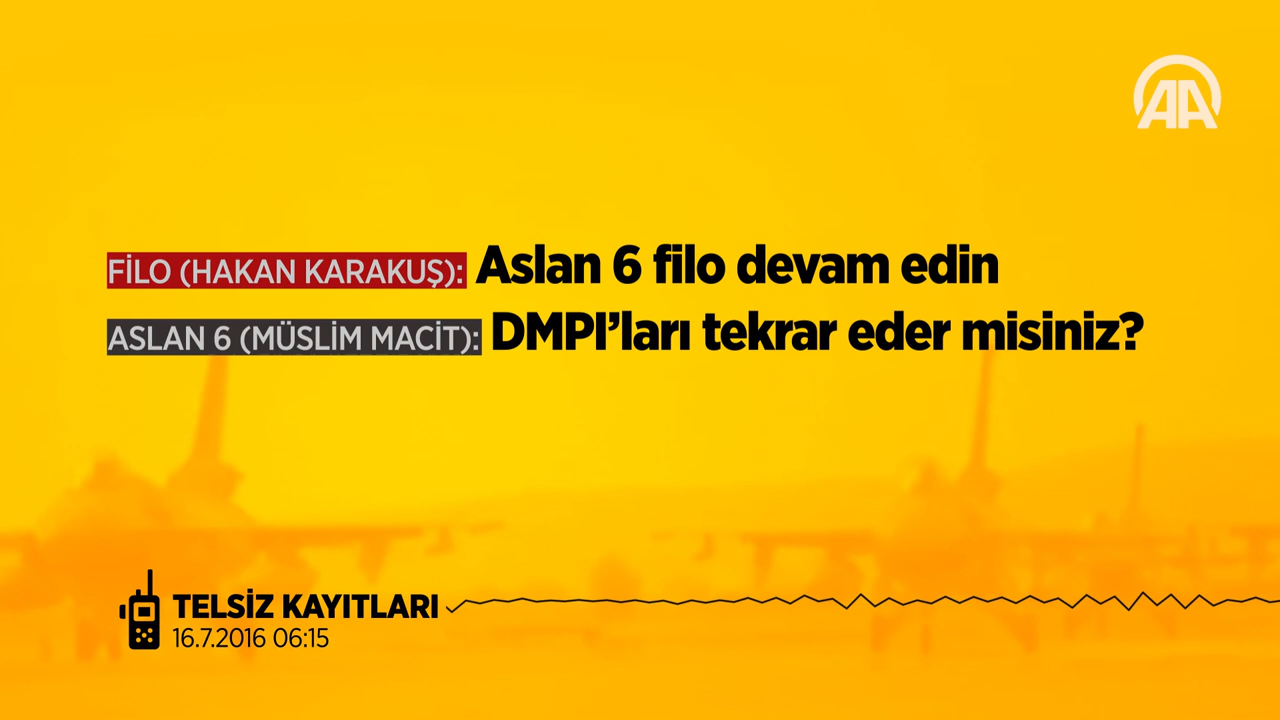 AA
FİLO (HAKAN KARAKUŞ): Aslan 6 filo devam edin
ASLAN 6 (MÜSLİM MACİT): DMPI’ları tekrar eder misiniz?
TELSİZ KAYITLARI
16.7.2016 06:15